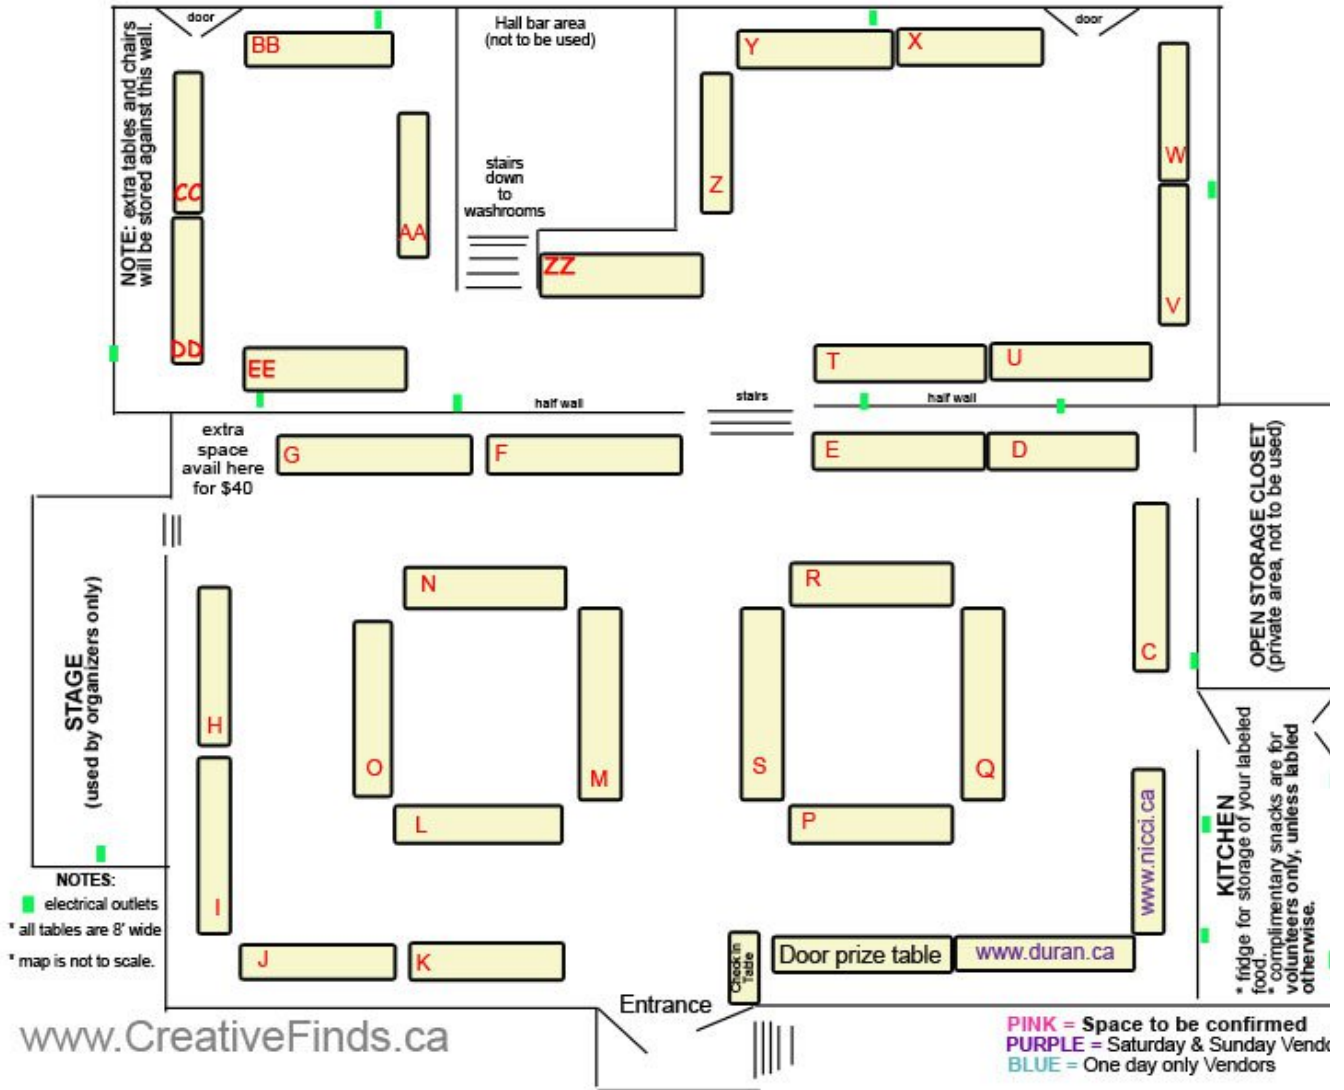 door
Hall bar area
(not to be used)
door
NOTE: extra tables and chairs
will be stored against this wall.
BB
Y
X
CC
AA
stairs
down
to
washrooms
Z
W
ZZ
V
DD
EE
T
U
half wall
stairs
half wall
extra
space
avail here
for $40
G
F
E
D
OPEN STORAGE CLOSET
(private area, not to be used)
STAGE
(used by organizers only)
N
R
C
H
O
M
S
Q
L
P
I
www.nicci.ca
KITCHEN
* fridge for storage of your labeled
food.
* complimentary snacks are for
volunteers only, unless labled
otherwise.
NOTES:
electrical outlets
* all tables are 8' wide
* map is not to scale.
J
K
Check In
Table
Door prize table
www.duran.ca
Entrance
www.CreativeFinds.ca
PINK = Space to be confirmed
PURPLE = Saturday & Sunday Vendo
BLUE = One day only Vendors